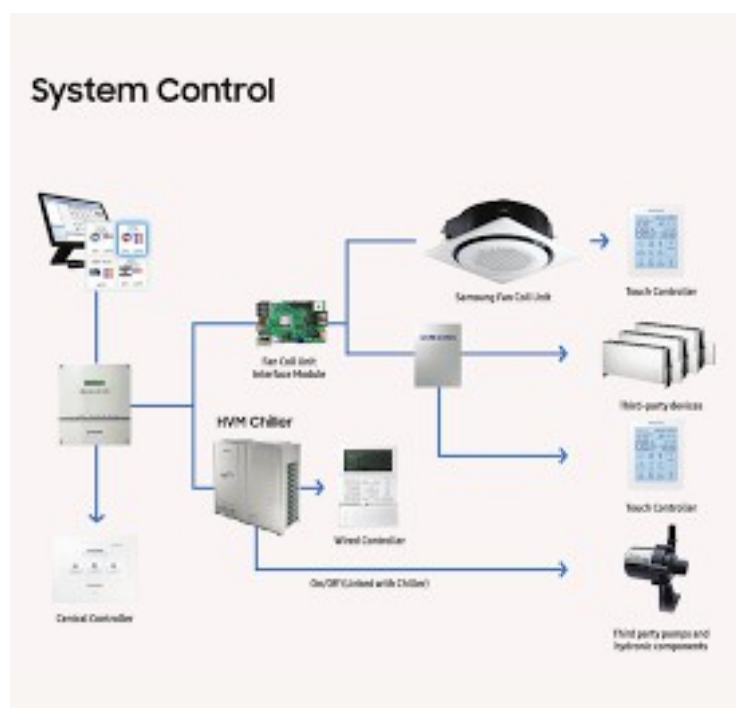 System Control
Samsung Fan Coil Unit
Touch Controller
Fan Coil Unit
Interface Module
Third-party devices
HVM Chiller
Touch Controller
Wired Controller
On/Off (Linked with Chiller)
Central Controller
Third party pumps and
hydronic components